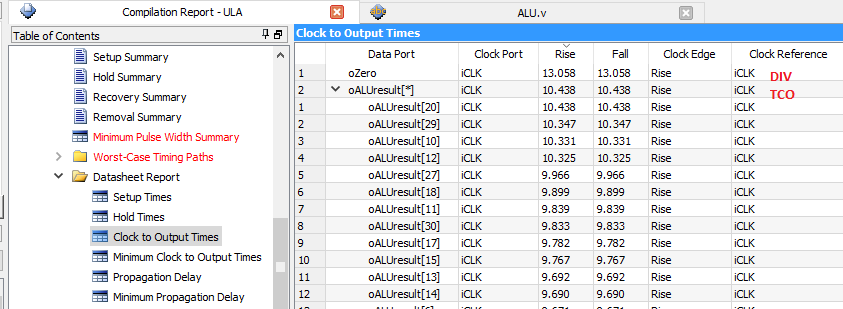 Compilation Report - ULA
ALU.v
Table of Contents
Setup Summary
Hold Summary
Recovery Summary
Removal Summary
Minimum Pulse Width Summary
Worst-Case Timing Paths
Datasheet Report
Setup Times
Hold Times
Clock to Output Times
Minimum Clock to Output Times
Propagation Delay
Minimum Propagation Delay
Clock to Output Times
Data Port Clock Port Rise Fall Clock Edge Clock Reference
1 oZero iCLK 13.058 13.058 Rise iCLK DIV
2 oALUresult[*] iCLK 10.438 10.438 Rise iCLK TCO
1 oALUresult[20] iCLK 10.438 10.438 Rise iCLK
2 oALUresult[29] iCLK 10.347 10.347 Rise iCLK
3 oALUresult[10] iCLK 10.331 10.331 Rise iCLK
4 oALUresult[12] iCLK 10.325 10.325 Rise iCLK
5 oALUresult[27] iCLK 9.966 9.966 Rise iCLK
6 oALUresult[18] iCLK 9.899 9.899 Rise iCLK
7 oALUresult[11] iCLK 9.839 9.839 Rise iCLK
8 oALUresult[30] iCLK 9.833 9.833 Rise iCLK
9 oALUresult[17] iCLK 9.782 9.782 Rise iCLK
10 oALUresult[15] iCLK 9.767 9.767 Rise iCLK
11 oALUresult[13] iCLK 9.692 9.692 Rise iCLK
12 oALUresult[14] iCLK 9.690 9.690 Rise iCLK